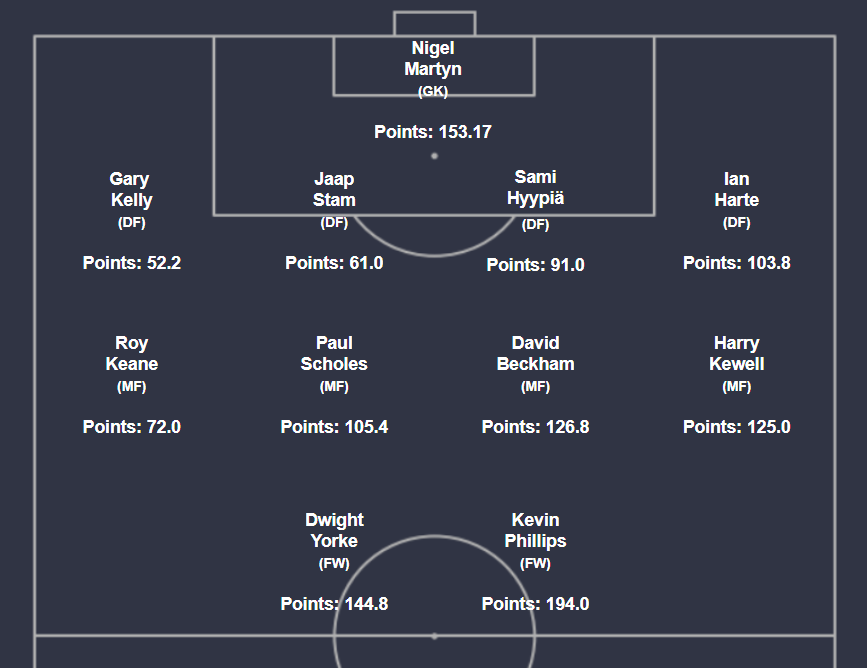 Nigel
Martyn
(GK)
Points: 153.17
Gary
Kelly
(DF)
Points: 52.2
Jaap
Stam
(DF)
Points: 61.0
Sami
Hyypiä
(DF)
Points: 91.0
Ian
Harte
(DF)
Points: 103.8
Roy
Keane
(MF)
Points: 72.0
Paul
Scholes
(MF)
Points: 105.4
David
Beckham
(MF)
Points: 126.8
Harry
Kewell
(MF)
Points: 125.0
Dwight
Yorke
(FW)
Points: 144.8
Kevin
Phillips
(FW)
Points: 194.0